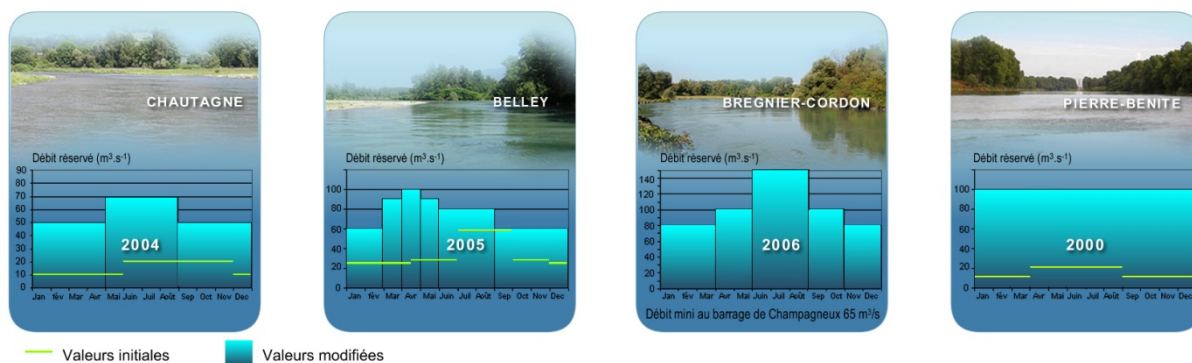 CHAUTAGNE
Débit réservé (m³.s⁻¹)
90
80
70
60
50
40
30
20
10
0
2004
Jan fév Mar Avr Mai Juin Juil Août Sep Oct Nov Dec
BELLEY
Débit réservé (m³.s⁻¹)
100
80
60
40
20
0
2005
Jan fév Mar Avr Mai Juin Juil Août Sep Oct Nov Dec
BREGNIER-CORDON
Débit réservé (m³.s⁻¹)
140
120
100
80
60
40
20
0
2006
Jan fév Mar Avr Mai Juin Juil Août Sep Oct Nov Dec
Débit mini au barrage de Champagneux 65 m³/s
PIERRE-BENITE
Débit réservé (m³.s⁻¹)
100
80
60
40
20
0
2000
Jan fév Mar Avr Mai Juin Juil Août Sep Oct Nov Dec
Valeurs initiales
Valeurs modifiées